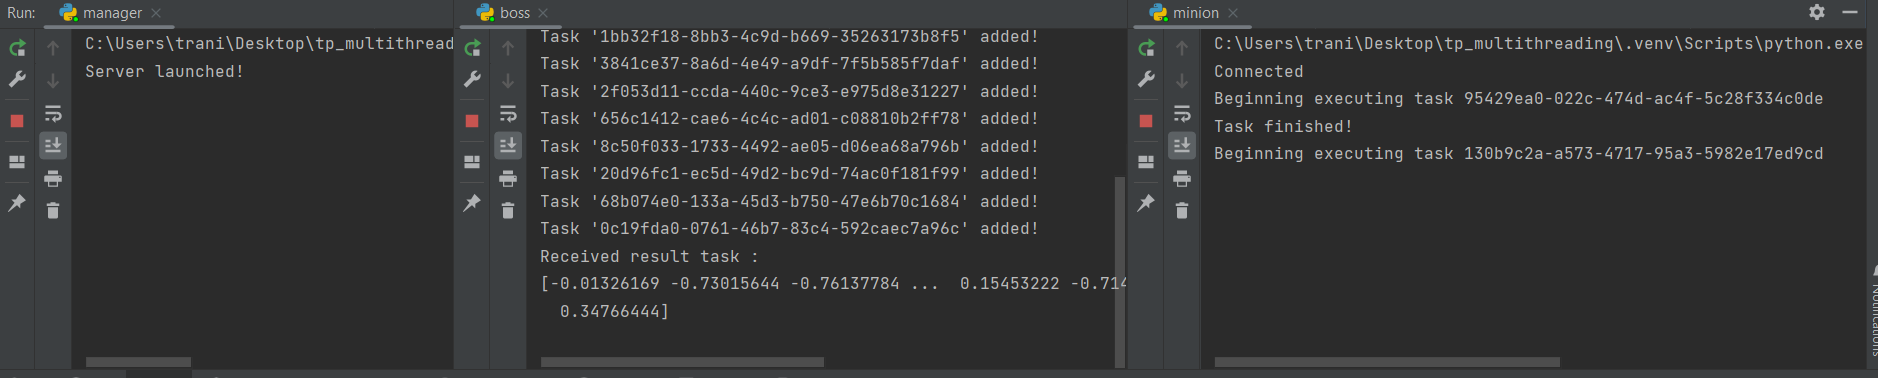 Run: manager
C:\Users\trani\Desktop\tp_multithread
Server launched!
boss
Task '1bb32f18-8bb3-4c9d-b669-35263173b8f5' added!
Task '3841ce37-8a6d-4e49-a9df-7f5b585f7daf' added!
Task '2f053d11-ccda-440c-9ce3-e975d8e31227' added!
Task '656c1412-cae6-4c4c-ad01-c08810b2ff78' added!
Task '8c50f033-1733-4492-ae05-d06ea68a796b' added!
Task '20d96fc1-ec5d-49d2-bc9d-74ac0f181f99' added!
Task '68b074e0-133a-45d3-b750-47e6b70c1684' added!
Task '0c19fda0-0761-46b7-83c4-592caec7a96c' added!
Received result task :
[-0.01326169 -0.73015644 -0.76137784 ...  0.15453222 -0.714
0.34766444]
minion
C:\Users\trani\Desktop\tp_multithreading\.venv\Scripts\python.exe
Connected
Beginning executing task 95429ea0-022c-474d-ac4f-5c28f334c0de
Task finished!
Beginning executing task 130b9c2a-a573-4717-95a3-5982e17ed9cd
Notifications